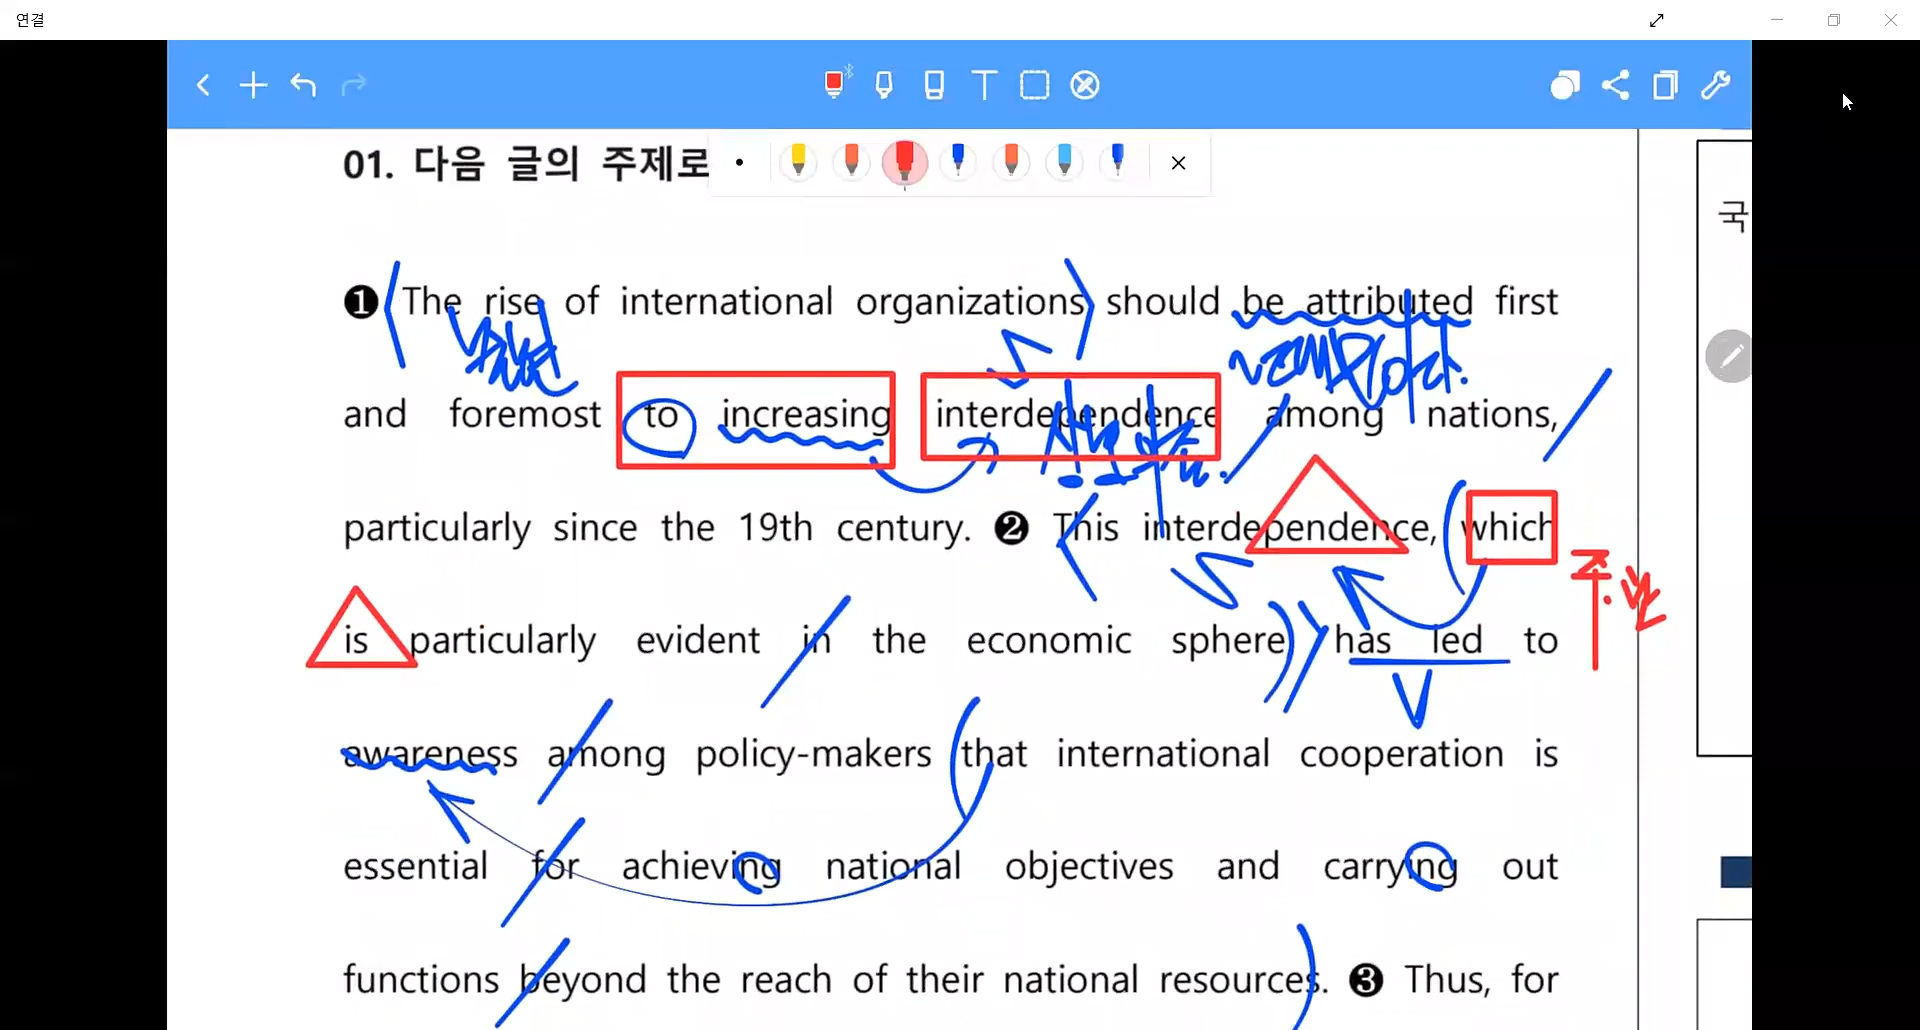 연결
01. 다음 글의 주제로
국
❶ The rise of international organizations should be attributed first
and foremost to increasing interdependence among nations,
particularly since the 19th century. ❷ This interdependence, which
주.
is particularly evident in the economic sphere has led to
awareness among policy-makers that international cooperation is
essential for achieving national objectives and carrying out
functions beyond the reach of their national resources. ❸ Thus, for